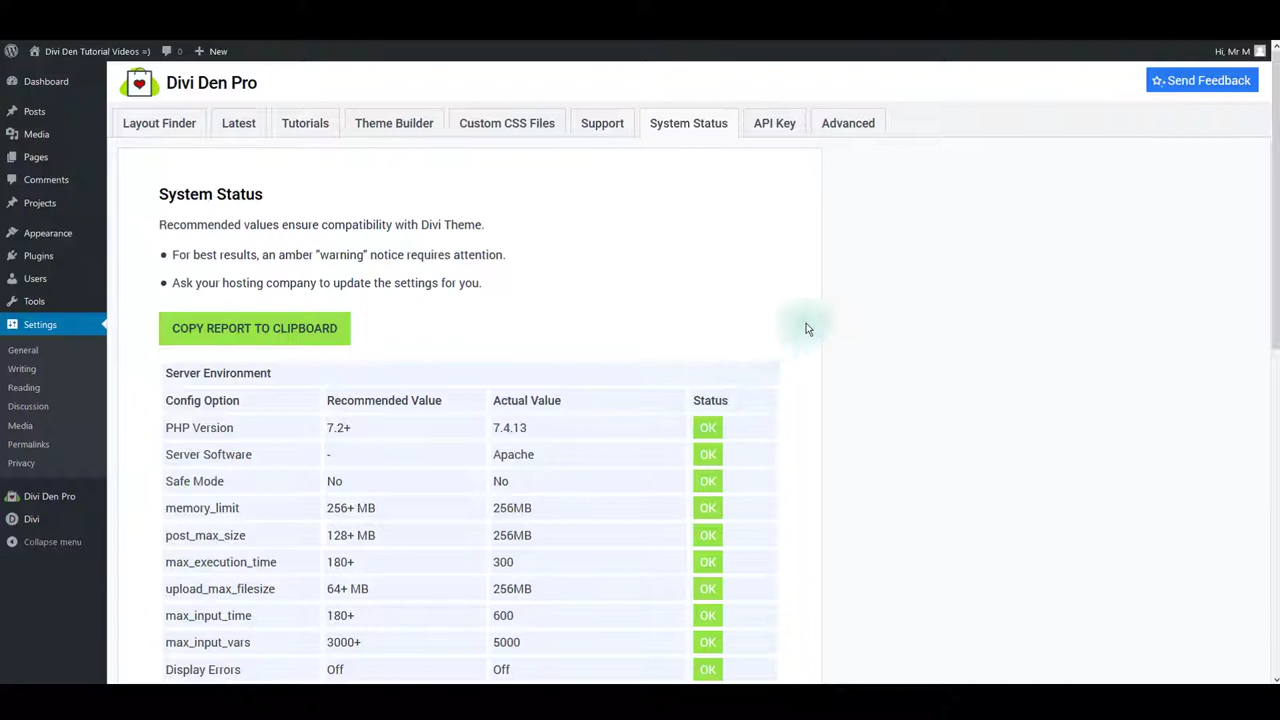 Divi Den Tutorial Videos =) 0 New Hi, Mr M
Divi Den Pro
Send Feedback
Layout Finder Latest Tutorials Theme Builder Custom CSS Files Support System Status API Key Advanced
Dashboard
Posts
Media
Pages
Comments
Projects
Appearance
Plugins
Users
Tools
Settings
General
Writing
Reading
Discussion
Media
Permalinks
Privacy
Divi Den Pro
Divi
Collapse menu
System Status
Recommended values ensure compatibility with Divi Theme.
● For best results, an amber "warning" notice requires attention.
● Ask your hosting company to update the settings for you.
COPY REPORT TO CLIPBOARD
Server Environment
Config Option Recommended Value Actual Value Status
PHP Version 7.2+ 7.4.13 OK
Server Software - Apache OK
Safe Mode No No OK
memory_limit 256+ MB 256MB OK
post_max_size 128+ MB 256MB OK
max_execution_time 180+ 300 OK
upload_max_filesize 64+ MB 256MB OK
max_input_time 180+ 600 OK
max_input_vars 3000+ 5000 OK
Display Errors Off Off OK